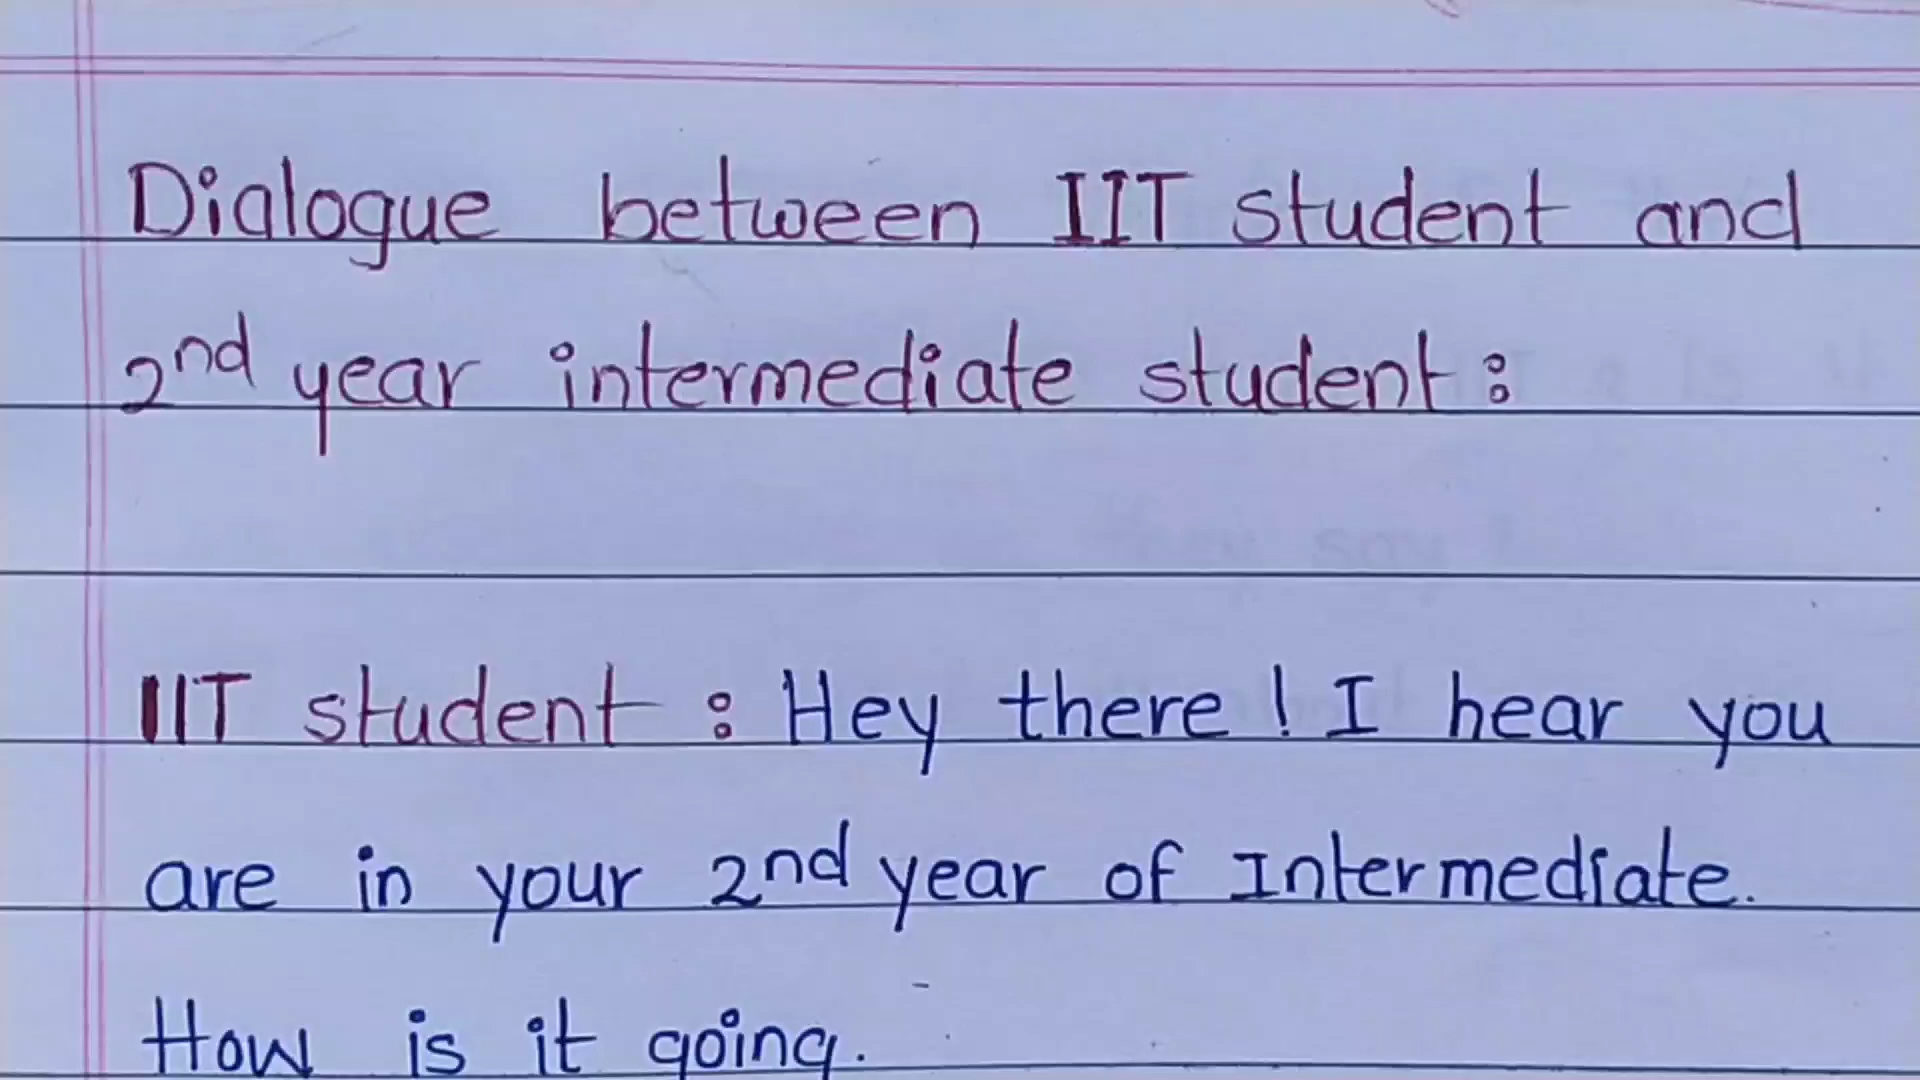 Dialogue between IIT student and
2nd year intermediate student:
IIT student : Hey there! I hear you
are in your 2nd year of Intermediate.
How is it going.